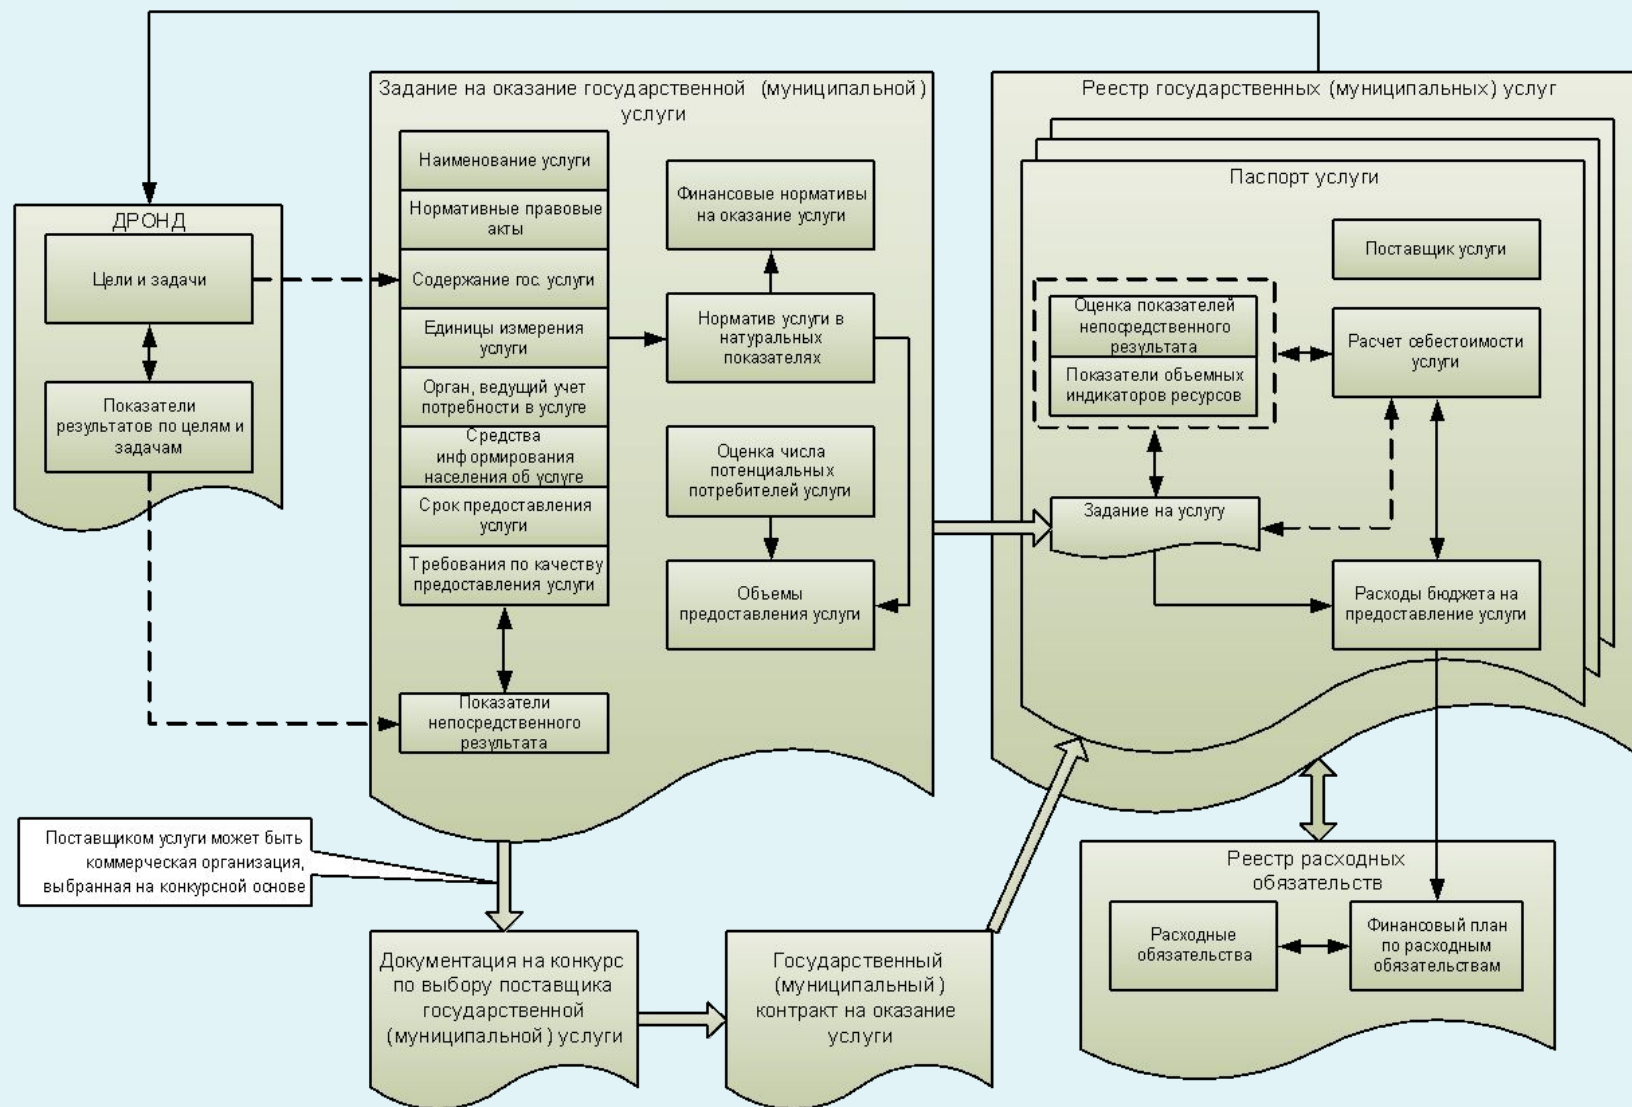 Задание на оказание государственной (муниципальной)
услуги
Наименование услуги
Нормативные правовые
акты
Содержание гос. услуги
Единицы измерения
услуги
Орган, ведущий учет
потребности в услуге
Средства
информирования
населения об услуге
Срок предоставления
услуги
Требования по качеству
предоставления услуги
Показатели
непосредственного
результата
Финансовые нормативы
на оказание услуги
Норматив услуги в
натуральных
показателях
Оценка числа
потенциальных
потребителей услуги
Объемы
предоставления услуги
ДРОНД
Цели и задачи
Показатели
результатов по целям и
задачам
Реестр государственных (муниципальных) услуг
Паспорт услуги
Поставщик услуги
Оценка показателей
непосредственного
результата
Показатели объемных
индикаторов ресурсов
Расчет себестоимости
услуги
Задание на услугу
Расходы бюджета на
предоставление услуги
Поставщиком услуги может быть
коммерческая организация,
выбранная на конкурсной основе
Документация на конкурс
по выбору поставщика
государственной
(муниципальной) услуги
Государственный
(муниципальный)
контракт на оказание
услуги
Реестр расходных
обязательств
Расходные
обязательства
Финансовый план
по расходным
обязательствам